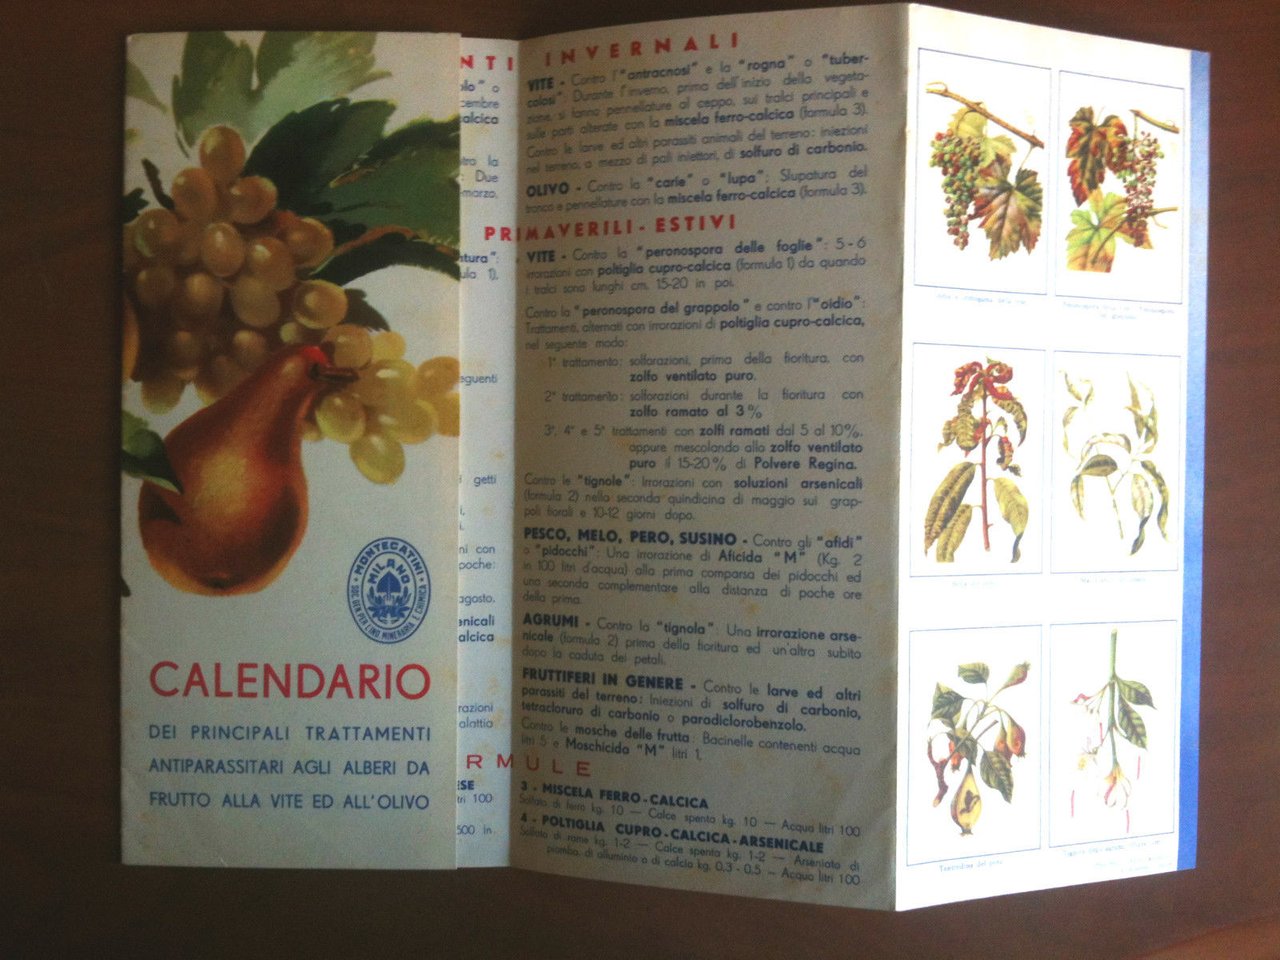 MONTECATINI
MILANO
SOC. GEN. PER L'IND. MINERARIA E CHIMICA
CALENDARIO
DEI PRINCIPALI TRATTAMENTI
ANTIPARASSITARI AGLI ALBERI DA
FRUTTO ALLA VITE ED ALL'OLIVO
NTI INVERNALI
VITE - Contro l'"antracnosi" e la "rogna" o "tuber-
colosi": Durante l'inverno, prima dell'inizio della vegeta-
zione, si fanno pennellature al ceppo, sui tralci principali e
sulle parti alterate con la miscela ferro-calcica (formula 3).
Contro le larve ed altri parassiti animali del terreno: iniezioni
nel terreno, a mezzo di pali iniettori, di solfuro di carbonio.
OLIVO - Contro la "carie" o "lupa": Slupatura del
tronco e pennellature con la miscela ferro-calcica (formula 3).
PRIMAVERILI - ESTIVI
VITE - Contro la "peronospora delle foglie": 5-6
irrorazioni con poltiglia cupro-calcica (formula 1) da quando
i tralci sono lunghi cm. 15-20 in poi.
Contro la "peronospora del grappolo" e contro l'"oidio":
Trattamenti, alternati con irrorazioni di poltiglia cupro-calcica,
nel seguente modo:
1° trattamento: solforazioni, prima della fioritura, con
zolfo ventilato puro.
2° trattamento: solforazioni durante la fioritura con
zolfo ramato al 3%
3°, 4° e 5° trattamenti con zolfi ramati dal 5 al 10%,
oppure mescolando allo zolfo ventilato
puro il 15-20% di Polvere Regina.
Contro le "tignole": Irrorazioni con soluzioni arsenicali
(formula 2) nella seconda quindicina di maggio sui grap-
poli fiorali e 10-12 giorni dopo.
PESCO, MELO, PERO, SUSINO - Contro gli "afidi"
o "pidocchi": Una irrorazione di Aficida "M" (Kg. 2
in 100 litri d'acqua) alla prima comparsa dei pidocchi ed
una seconda complementare alla distanza di poche ore
della prima.
AGRUMI - Contro la "tignola": Una irrorazione arse-
nicale (formula 2) prima della fioritura ed un'altra subito
dopo la caduta dei petali.
FRUTTIFERI IN GENERE - Contro le larve ed altri
parassiti del terreno: Iniezioni di solfuro di carbonio,
tetracloruro di carbonio o paradiclorobenzolo.
Contro le mosche delle frutta: Bacinelle contenenti acqua
litri 5 e Moschicida "M" litri 1.
RMULE
3 - MISCELA FERRO-CALCICA
Solfato di ferro kg. 10 — Calce spenta kg. 10 — Acqua litri 100
4 - POLTIGLIA CUPRO-CALCICA-ARSENICALE
Solfato di rame kg. 1-2 — Calce spenta kg. 1-2 — Arseniato di
piombo, di alluminio o di calcio kg. 0,3 - 0,5 — Acqua litri 100